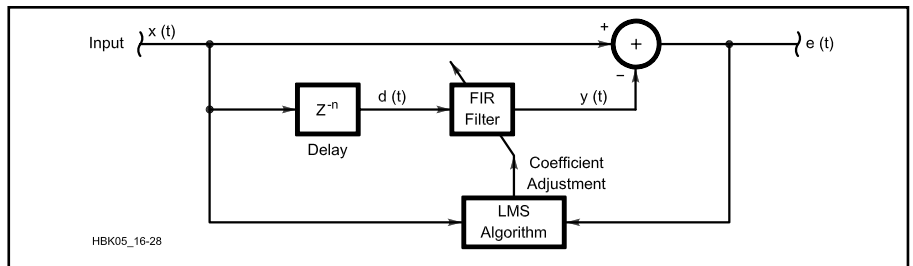 Input
x (t)
+
+
−
e (t)
Z-n
Delay
d (t)
FIR
Filter
y (t)
Coefficient
Adjustment
LMS
Algorithm
HBK05_16-28